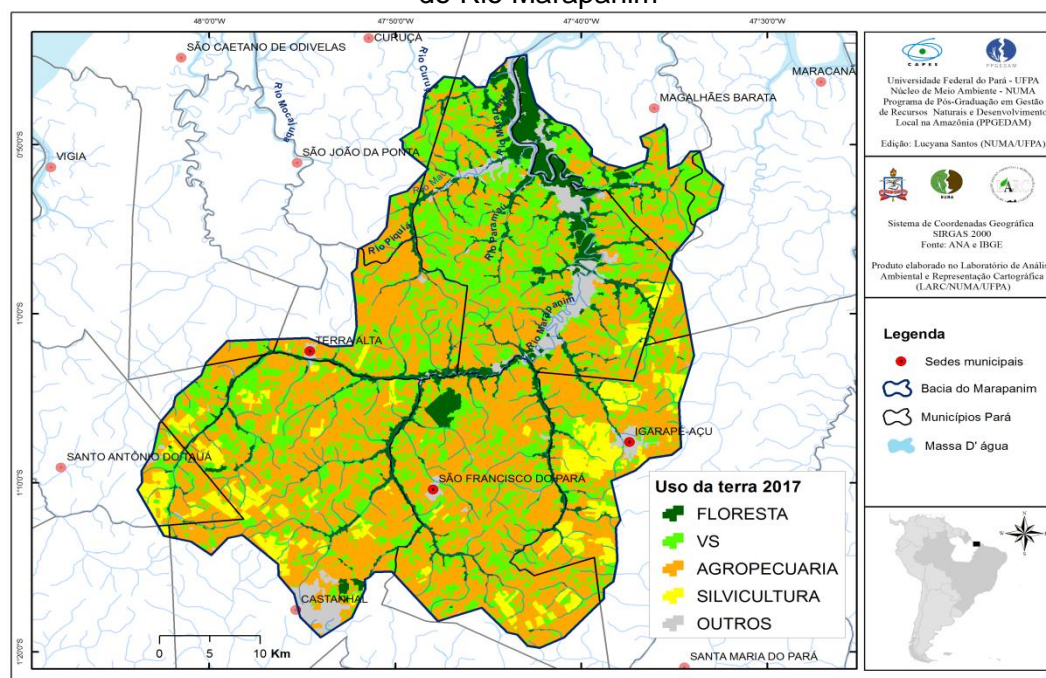 do Rio Marapanim
48°0'0"W
47°50'0"W
47°40'0"W
47°30'0"W
0°50'0"S
1°0'0"S
1°10'0"S
1°20'0"S
SÃO CAETANO DE ODIVELAS
CURUÇÁ
MARACANÃ
MAGALHÃES BARATA
VIGIA
SÃO JOÃO DA PONTA
Rio Mocajuba
Rio Paramaú
Rio Marapanim
TERRA ALTA
IGARAPÉ-AÇU
SANTO ANTÔNIO DO TAUÁ
SÃO FRANCISCO DO PARÁ
CASTANHAL
SANTA MARIA DO PARÁ
0 5 10 Km
Uso da terra 2017
FLORESTA
VS
AGROPECUARIA
SILVICULTURA
OUTROS
CAPES
PPGEDAM
Universidade Federal do Pará - UFPA
Núcleo de Meio Ambiente - NUMA
Programa de Pós-Graduação em Gestão
de Recursos Naturais e Desenvolvimento
Local na Amazônia (PPGEDAM)
Edição: Lucyana Santos (NUMA/UFPA)
NUMA
Sistema de Coordenadas Geográfica
SIRGAS 2000
Fonte: ANA e IBGE
Produto elaborado no Laboratório de Anális
Ambiental e Representação Cartográfica
(LARC/NUMA/UFPA)
Legenda
Sedes municipais
Bacia do Marapanim
Municípios Pará
Massa D' água